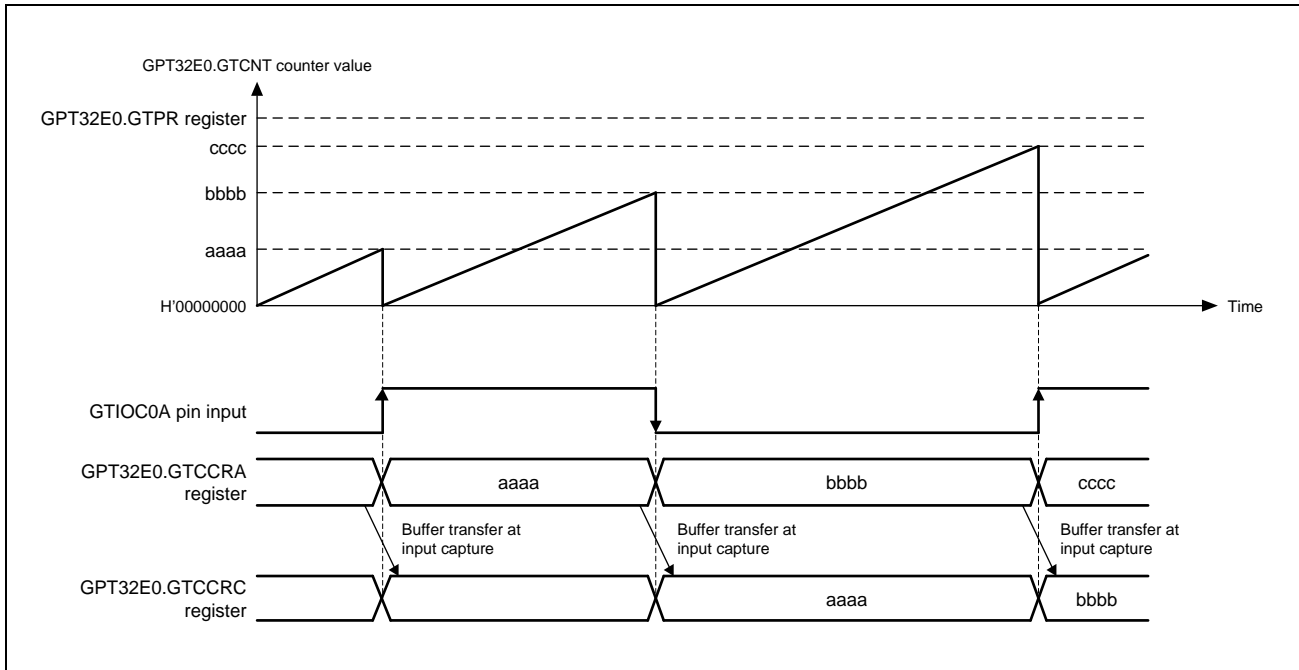 GPT32E0.GTCNT counter value
GPT32E0.GTPR register
cccc
bbbb
aaaa
H'00000000
Time
GTIOC0A pin input
GPT32E0.GTCCRA
register
aaaa
bbbb
cccc
Buffer transfer at
input capture
Buffer transfer at
input capture
Buffer transfer at
input capture
GPT32E0.GTCCRC
register
aaaa
bbbb